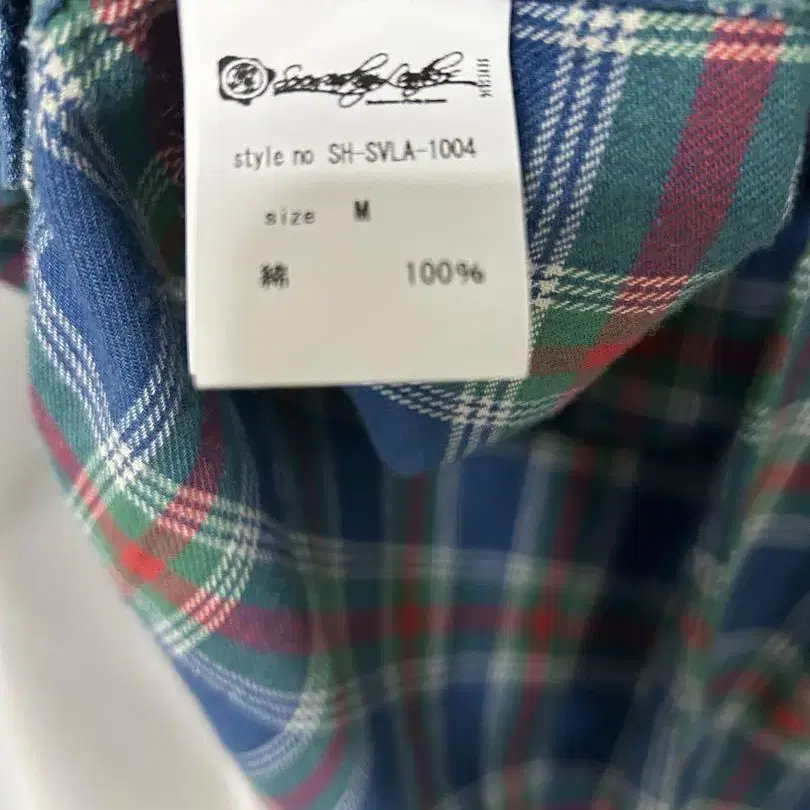 style no SH-SVLA-1004
size M
綿 100%